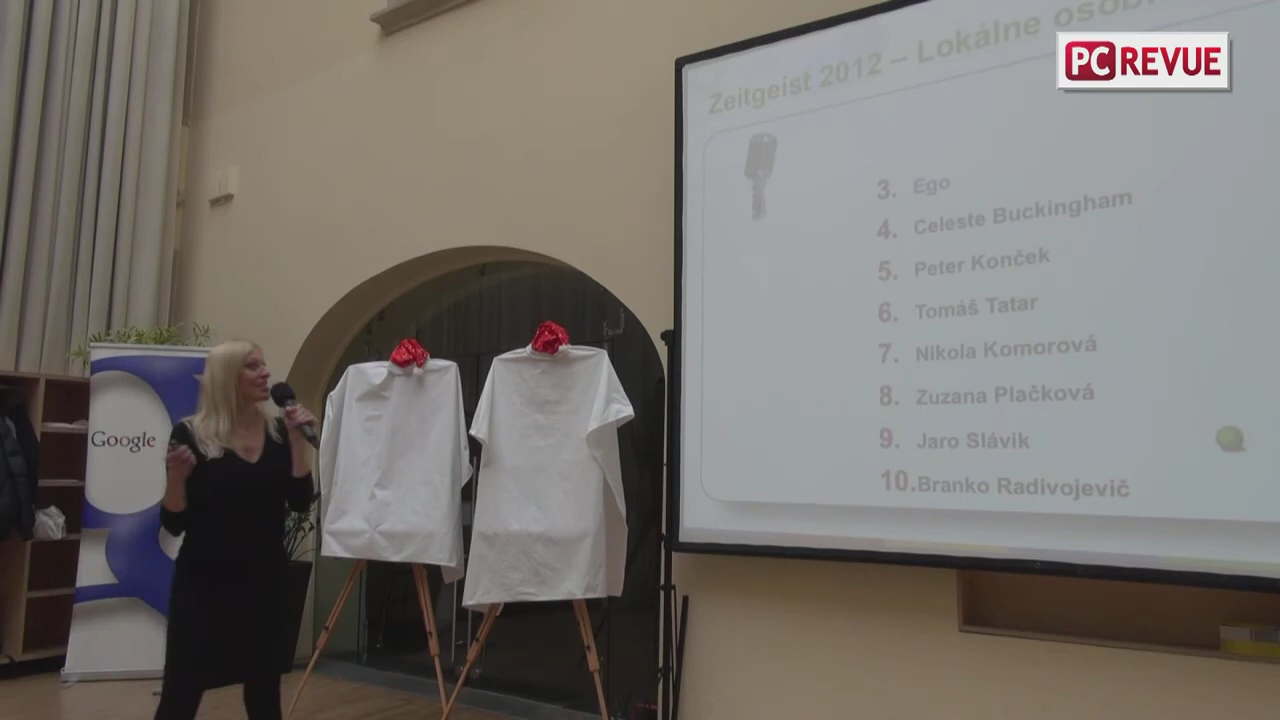 PC REVUE
Zeitgeist 2012 – Lokálne
3. Ego
4. Celeste Buckingham
5. Peter Konček
6. Tomáš Tatar
7. Nikola Komorová
8. Zuzana Plačková
9. Jaro Slávik
10. Branko Radivojevič
Google